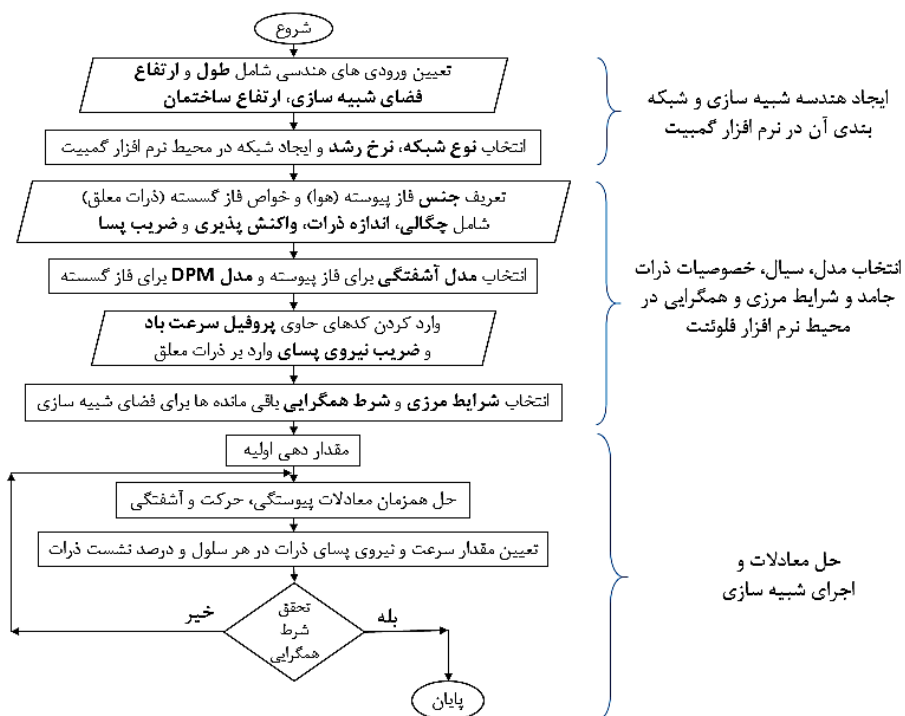 شروع
تعیین ورودی های هندسی شامل طول و ارتفاع
فضای شبیه سازی، ارتفاع ساختمان
انتخاب نوع شبکه، نرخ رشد و ایجاد شبکه در محیط نرم افزار گمبیت
ایجاد هندسه شبیه سازی و شبکه
بندی آن در نرم افزار گمبیت
تعریف جنس فاز پیوسته (هوا) و خواص فاز گسسته (ذرات معلق)
شامل چگالی، اندازه ذرات، واکنش پذیری و ضریب پسا
انتخاب مدل آشفتگی برای فاز پیوسته و مدل DPM برای فاز گسسته
وارد کردن کدهای حاوی پروفیل سرعت باد
و ضریب نیروی پسای وارد بر ذرات معلق
انتخاب شرایط مرزی و شرط همگرایی باقی مانده ها برای فضای شبیه سازی
انتخاب مدل، سیال، خصوصیات ذرات
جامد و شرایط مرزی و همگرایی در
محیط نرم افزار فلوئنت
مقدار دهی اولیه
حل همزمان معادلات پیوستگی، حرکت و آشفتگی
تعیین مقدار سرعت و نیروی پسای ذرات در هر سلول و درصد نشست ذرات
تحقق
شرط
همگرایی
خیر
بله
پایان
حل معادلات و
اجرای شبیه سازی